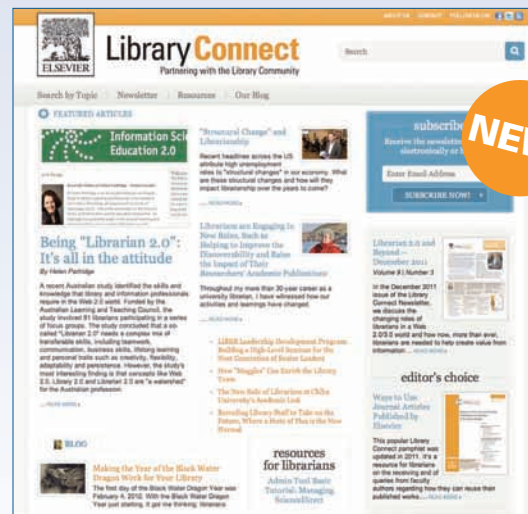 ABOUT US CONTACT FOLLOW US ON
ELSEVIER
LibraryConnect
Partnering with the Library Community
Search
Search by Topic
Newsletter
Resources
Our Blog
FEATURED ARTICLES
Information Scie
Education 2.0
Being "Librarian 2.0":
It's all in the attitude
By Helen Partridge
A recent Australian study identified the skills and
knowledge that library and information professionals
require in the Web 2.0 world. Funded by the
Australian Learning and Teaching Council, the
study involved 81 librarians participating in a series
of focus groups. The study concluded that a so-
called "Librarian 2.0" needs a complex mix of
transferable skills, including teamwork,
communication, business skills, lifelong learning
and personal traits such as creativity, flexibility,
adaptability and persistence. However, the study's
most interesting finding is that concepts like Web
2.0, Library 2.0 and Librarian 2.0 are "a watershed"
for the Australian profession.
.... READ MORE
"Structural Change" and
Librarianship
Recent headlines across the US
attribute high unemployment
rates to "structural changes" in our economy. What
are these structural changes and how will they
impact librarianship over the years to come?
.... READ MORE
Librarians are Engaging in
New Roles, Such as
Helping to Improve the
Discoverability and Raise
the Impact of Their
Researchers' Academic Publications
Throughout my more than 30-year career as a
university librarian, I have witnessed how our
activities and learnings have changed.
.... READ MORE
LIBER Leadership Development Program:
Building a High-Level Seminar for the
Next Generation of Senior Leaders
How "Muggles" Can Enrich the Library
Team
The New Role of Librarians at Chiba
University's Academic Link
Recruiting Library Staff to Take on the
Future, Where a State of Flux is the New
Normal
subscribe
Receive the newsletter
electronically or
Enter Email Address
SUBSCRIBE NOW!
NEW
Librarian 2.0 and
Beyond —
December 2011
Volume 9 | Number 3
In the December 2011
issue of the Library
Connect Newsletter,
we discuss the
changing roles of
librarians in a Web
2.0/3.0 world and how now, more than ever,
librarians are needed to help create value from
information .... READ MORE
editor's choice
Ways to Use
Journal Articles
Published by
Elsevier
This popular Library
Connect pamphlet was
updated in 2011. It's a
resource for librarians
on the receiving end of
queries from faculty
authors regarding how they can reuse their
published works..... READ MORE
BLOG
Making the Year of the Black Water
Dragon Work for Your Library
The first day of the Black Water Dragon Year was
February 4, 2012. With the Black Water Dragon
Year just starting, it got me thinking: librarians
resources
for librarians
Admin Tool Basic
Tutorial: Managing
ScienceDirect